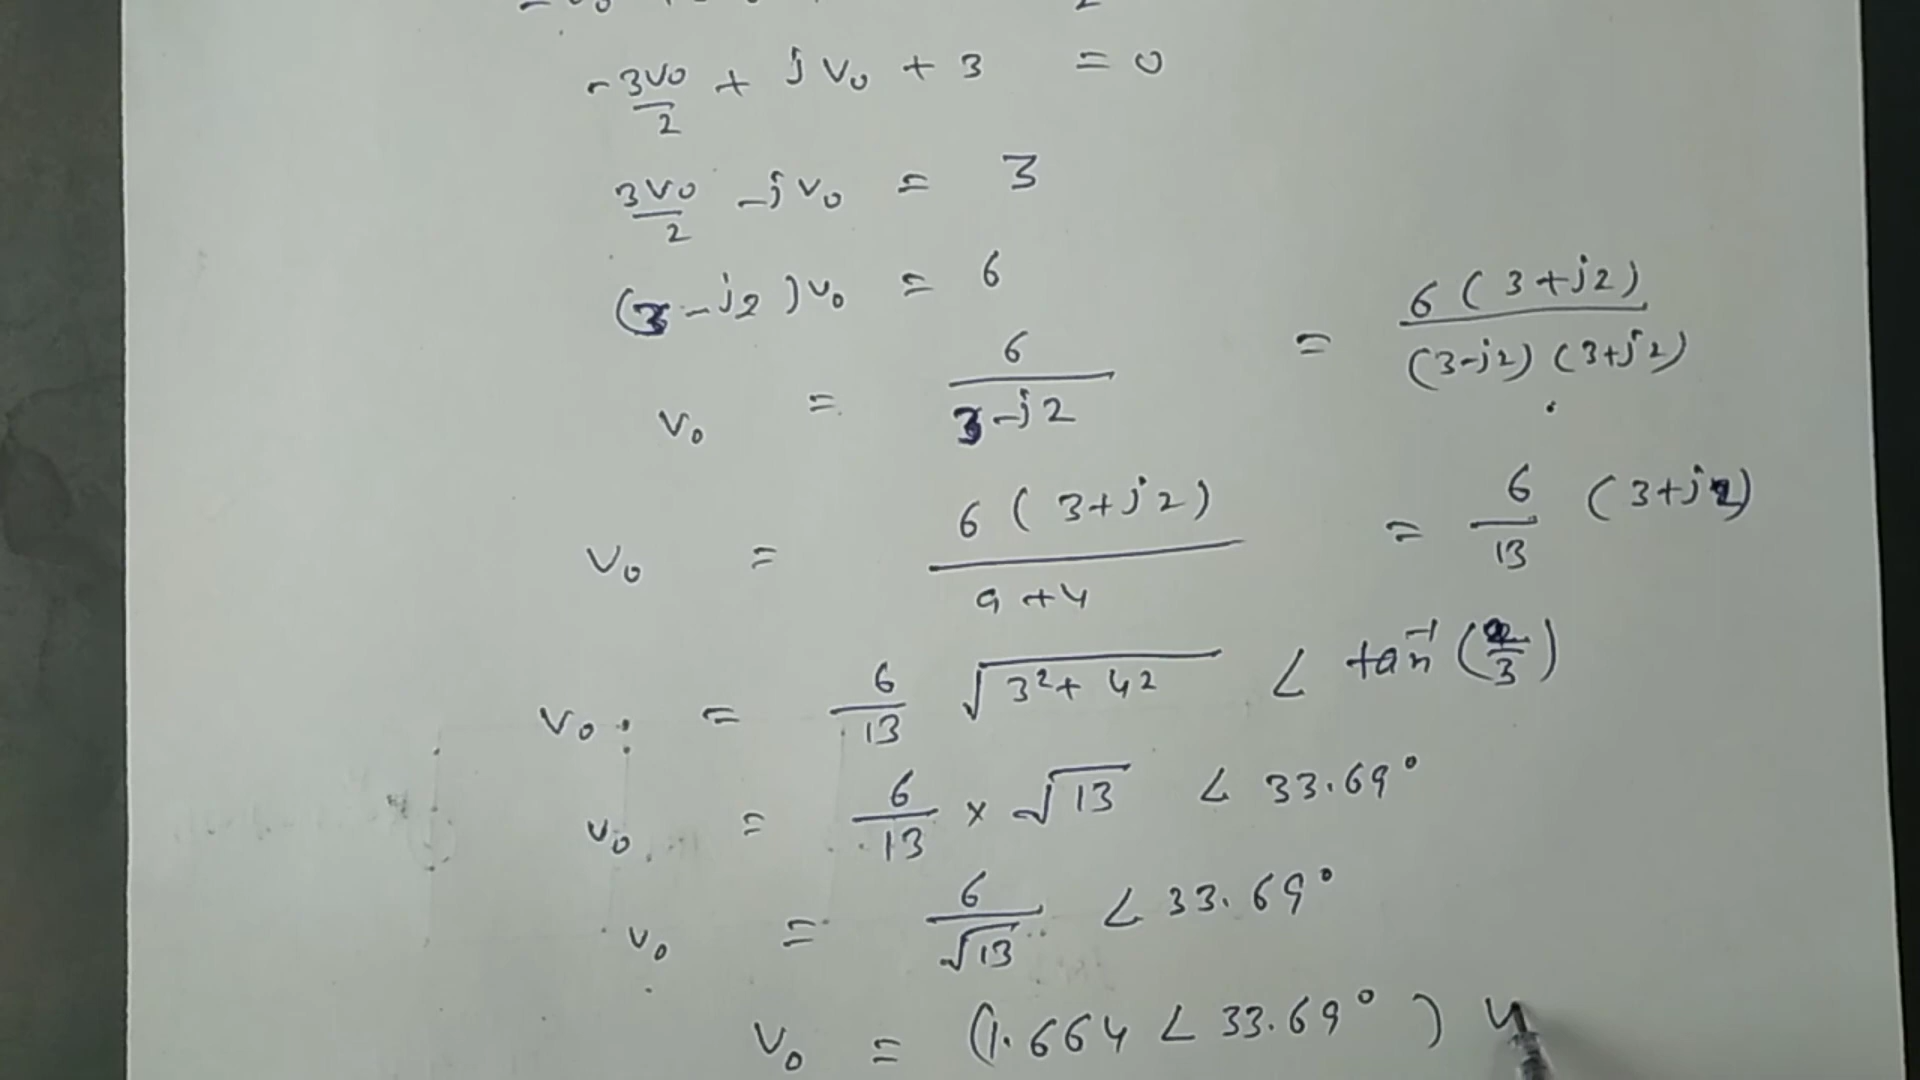 -3v0/2 + jv0 + 3 = 0
3v0/2 - jv0 = 3
(3-j2)v0 = 6
v0 = 6/3-j2 = 6(3+j2)/(3-j2)(3+j2)
v0 = 6(3+j2)/9+4 = 6/13 (3+j2)
v0 = 6/13 √3²+42 ∠ tan⁻¹(2/3)
v0 = 6/13 × √13 ∠ 33.69°
v0 = 6/√13 ∠ 33.69°
v0 = (1.664 ∠ 33.69°) V